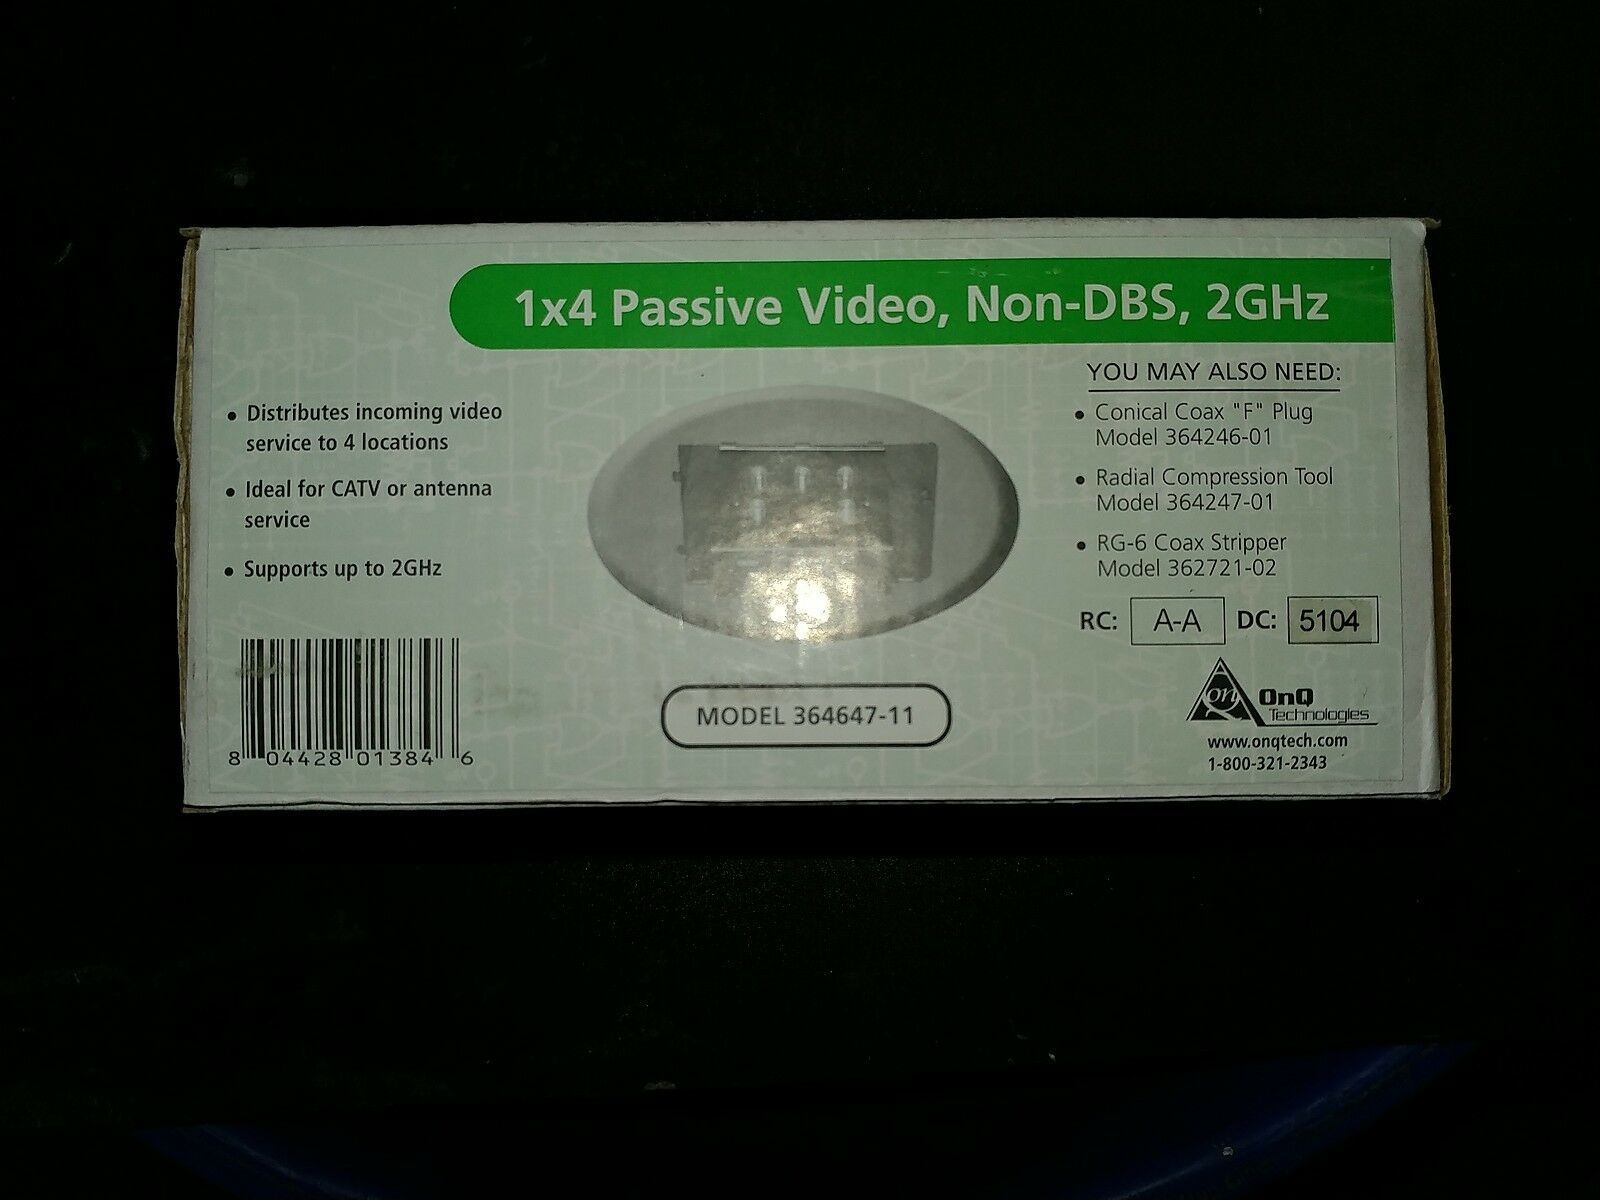 1x4 Passive Video, Non-DBS, 2GHz
• Distributes incoming video
service to 4 locations
• Ideal for CATV or antenna
service
• Supports up to 2GHz
8 04428 01384 6
MODEL 364647-11
YOU MAY ALSO NEED:
• Conical Coax "F" Plug
Model 364246-01
• Radial Compression Tool
Model 364247-01
• RG-6 Coax Stripper
Model 362721-02
RC: A-A DC: 5104
on Q
OnQ
Technologies
www.onqtech.com
1-800-321-2343